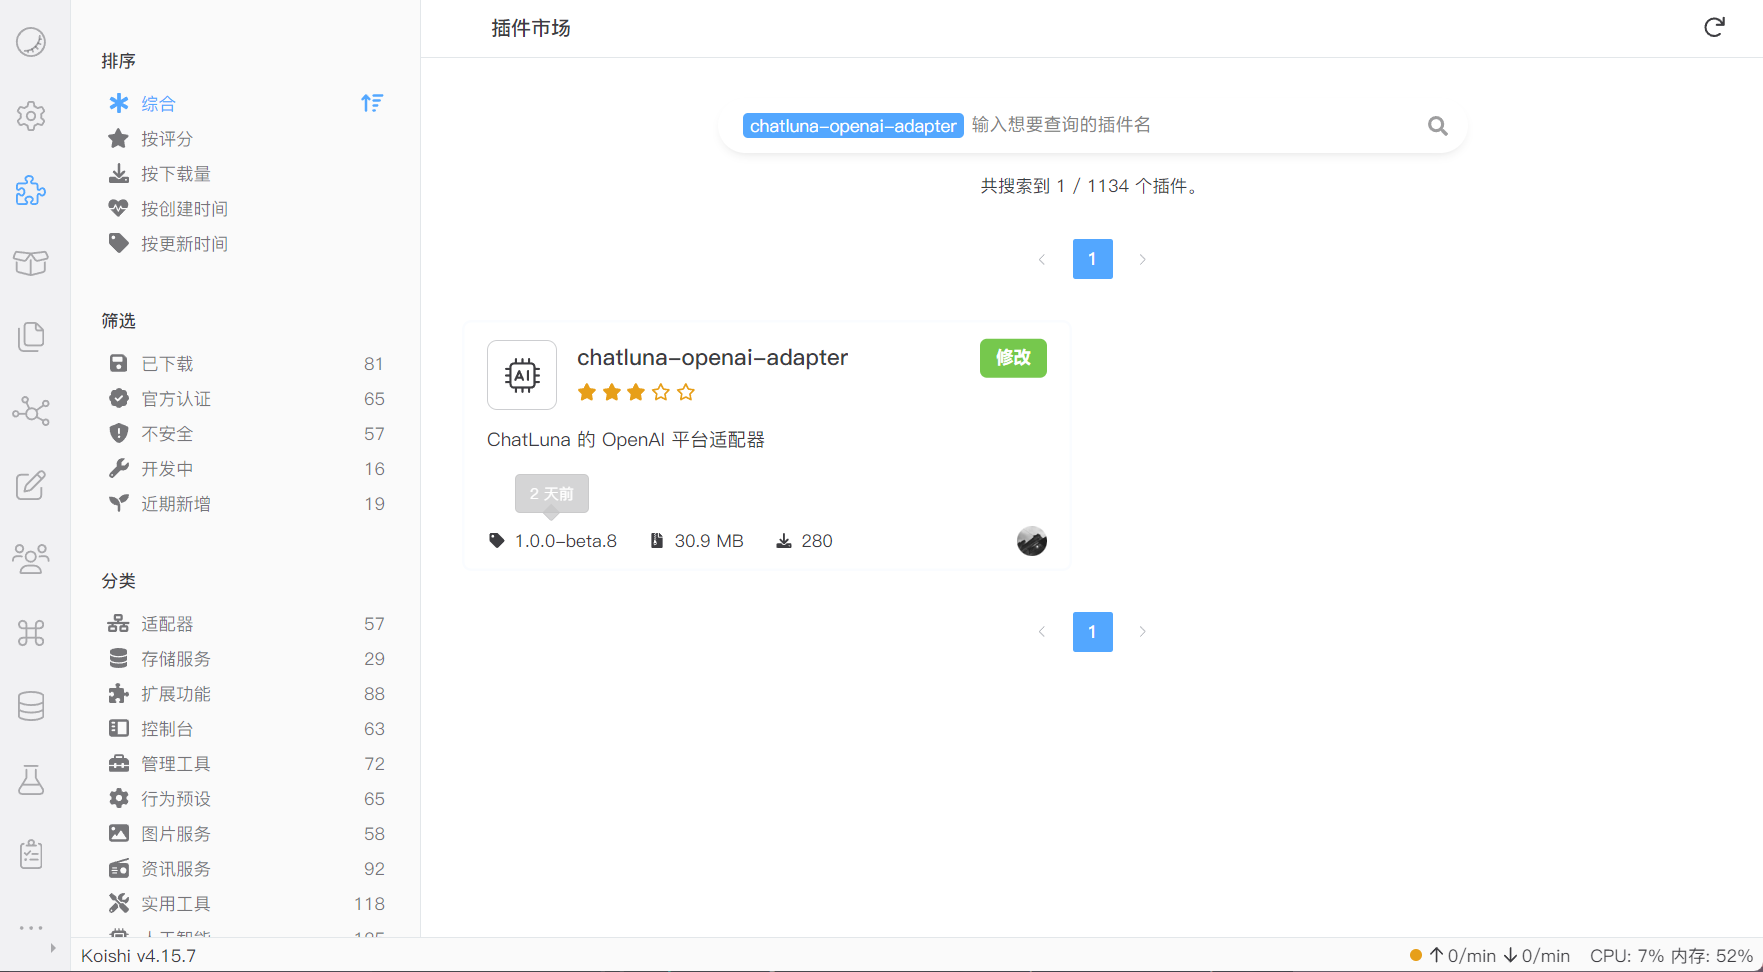 排序
综合
按评分
按下载量
按创建时间
按更新时间
筛选
已下载 81
官方认证 65
不安全 57
开发中 16
近期新增 19
分类
适配器 57
存储服务 29
扩展功能 88
控制台 63
管理工具 72
行为预设 65
图片服务 58
资讯服务 92
实用工具 118
插件市场
chatluna-openai-adapter 输入想要查询的插件名
共搜索到 1 / 1134 个插件。
1
AI
chatluna-openai-adapter
修改
ChatLuna 的 OpenAI 平台适配器
2 天前
1.0.0-beta.8 30.9 MB 280
1
Koishi v4.15.7
0/min 0/min CPU: 7% 内存: 52%